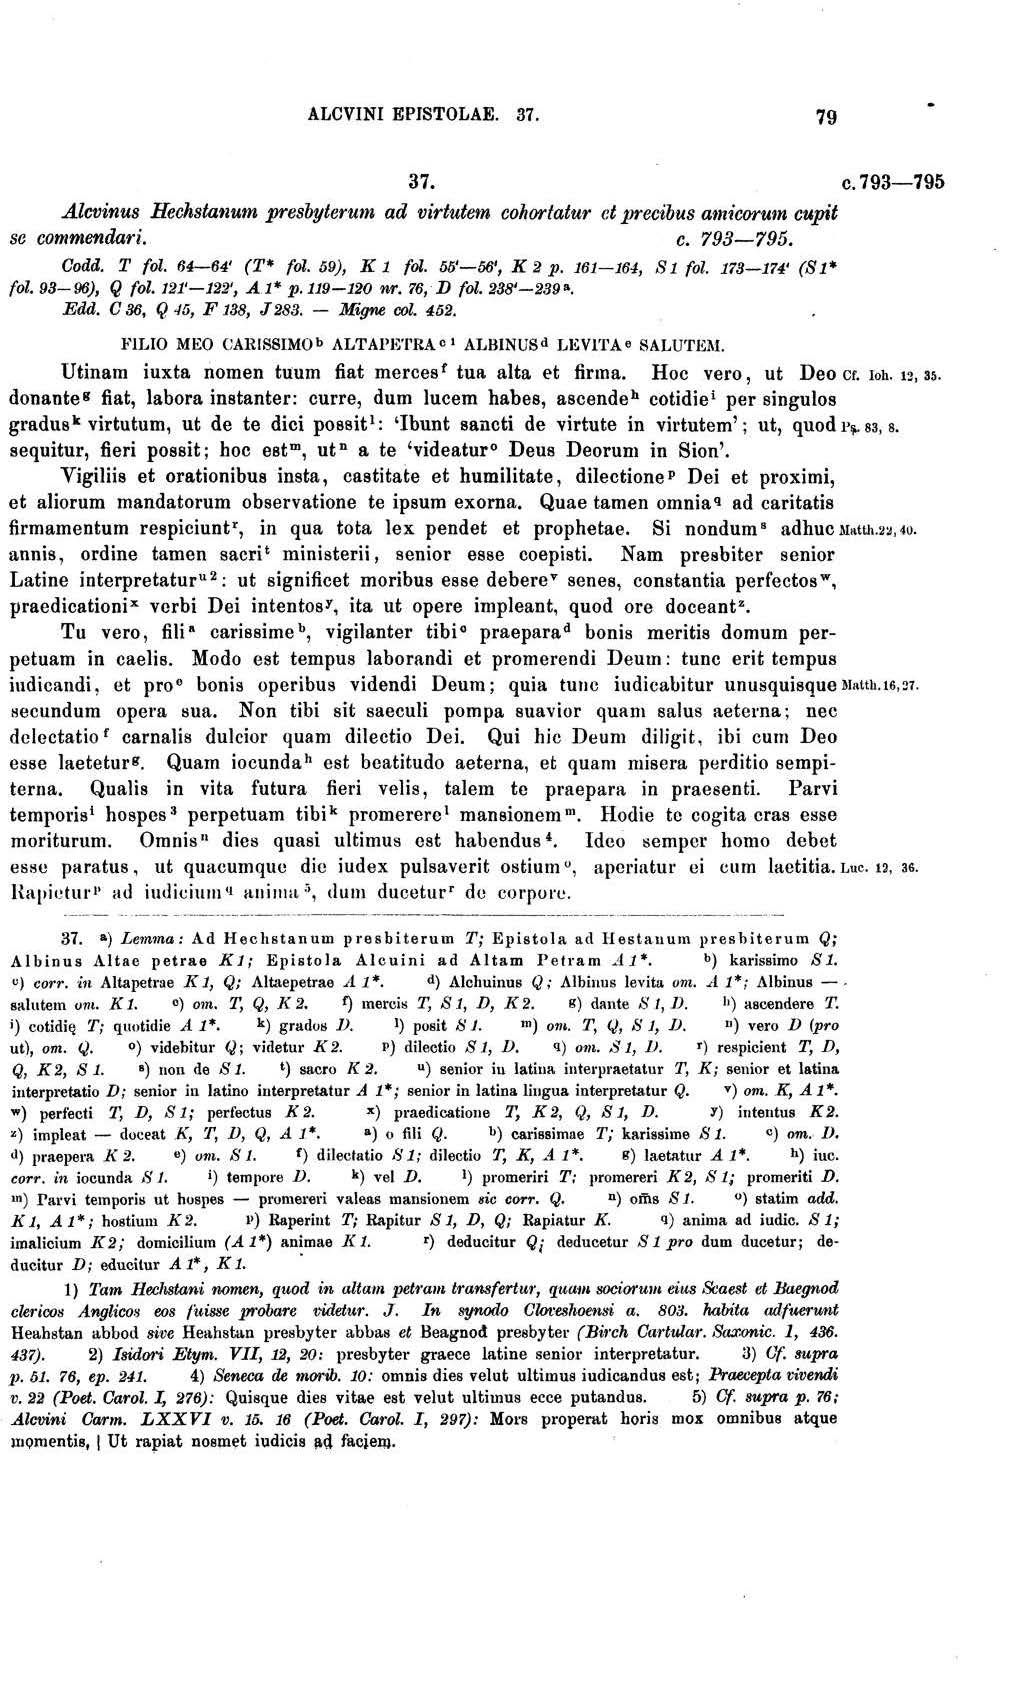 ALCVINI EPISTOLAE. 37. 79
37. c. 793—795
Alcvinus Hechstanum presbyterum ad virtutem cohortatur et precibus amicorum cupit
se commendari. c. 793—795.
Codd. T fol. 64—64' (T* fol. 59), K 1 fol. 55'—56', K 2 p. 161—164, S 1 fol. 173—174' (S 1*
fol. 93—96), Q fol. 121'—122', A 1* p. 119—120 nr. 76, D fol. 238'—239 a.
Edd. C 36, Q 45, F 138, J 283. — Migne col. 452.
FILIO MEO CARISSIMO b ALTAPETRA c 1 ALBINUS d LEVITA e SALUTEM.
Utinam iuxta nomen tuum fiat merces f tua alta et firma. Hoc vero, ut Deo Cf. Ioh. 12, 35.
donante g fiat, labora instanter: curre, dum lucem habes, ascende h cotidie i per singulos
gradus k virtutum, ut de te dici possit l: 'Ibunt sancti de virtute in virtutem'; ut, quod Ps. 83, 8.
sequitur, fieri possit; hoc est m, ut n a te 'videatur o Deus Deorum in Sion'.
Vigiliis et orationibus insta, castitate et humilitate, dilectione p Dei et proximi,
et aliorum mandatorum observatione te ipsum exorna. Quae tamen omnia q ad caritatis
firmamentum respiciunt r, in qua tota lex pendet et prophetae. Si nondum s adhuc Matth. 22, 40.
annis, ordine tamen sacri t ministerii, senior esse coepisti. Nam presbiter senior
Latine interpretatur u 2: ut significet moribus esse debere v senes, constantia perfectos w,
praedicationi x verbi Dei intentos y, ita ut opere impleant, quod ore doceant z.
Tu vero, fili a carissime b, vigilanter tibi c praepara d bonis meritis domum per-
petuam in caelis. Modo est tempus laborandi et promerendi Deum: tunc erit tempus
iudicandi, et pro e bonis operibus videndi Deum; quia tunc iudicabitur unusquisque Matth. 16, 27.
secundum opera sua. Non tibi sit saeculi pompa suavior quam salus aeterna; nec
delectatio f carnalis dulcior quam dilectio Dei. Qui hic Deum diligit, ibi cum Deo
esse laetetur g. Quam iocunda h est beatitudo aeterna, et quam misera perditio sempi-
terna. Qualis in vita futura fieri velis, talem te praepara in praesenti. Parvi
temporis i hospes 3 perpetuam tibi k promerere l mansionem m. Hodie te cogita cras esse
moriturum. Omnis n dies quasi ultimus est habendus 4. Ideo semper homo debet
esse paratus, ut quacumque die iudex pulsaverit ostium o, aperiatur ei cum laetitia. Luc. 12, 36.
Rapietur p ad iudicium q anima 5, dum ducetur r de corpore.
37. a) Lemma: Ad Hechstanum presbiterum T; Epistola ad Hestanum presbiterum Q;
Albinus Altae petrae K 1; Epistola Alcuini ad Altam Petram A 1*. b) karissimo S 1.
c) corr. in Altapetrae K 1, Q; Altaepetrae A 1*. d) Alchuinus Q; Albinus levita om. A 1*; Albinus —
salutem om. K 1. e) om. T, Q, K 2. f) mercis T, S 1, D, K 2. g) dante S 1, D. h) ascendere T.
i) cotidię T; quotidie A 1*. k) grados D. l) posit S 1. m) om. T, Q, S 1, D. n) vero D (pro
ut), om. Q. o) videbitur Q; videtur K 2. p) dilectio S 1, D. q) om. S 1, D. r) respicient T, D,
Q, K 2, S 1. s) non de S 1. t) sacro K 2. u) senior in latina interpraetatur T, K; senior et latina
interpretatio D; senior in latino interpretatur A 1*; senior in latina lingua interpretatur Q. v) om. K, A 1*.
w) perfecti T, D, S 1; perfectus K 2. x) praedicatione T, K 2, Q, S 1, D. y) intentus K 2.
z) impleat — doceat K, T, D, Q, A 1*. a) o fili Q. b) carissimae T; karissime S 1. c) om. D.
d) praepera K 2. e) om. S 1. f) dilectatio S 1; dilectio T, K, A 1*. g) laetatur A 1*. h) iuc.
corr. in iocunda S 1. i) tempore D. k) vel D. l) promeriri T; promereri K 2, S 1; promeriti D.
m) Parvi temporis ut hospes — promereri valeas mansionem sic corr. Q. n) om̄s S 1. o) statim add.
K 1, A 1*; hostium K 2. p) Raperint T; Rapitur S 1, D, Q; Rapiatur K. q) anima ad iudic. S 1;
imalicium K 2; domicilium (A 1*) animae K 1. r) deducitur Q; deducetur S 1 pro dum ducetur; de-
ducitur D; educitur A 1*, K 1.
1) Tam Hechstani nomen, quod in altam petram transfertur, quam sociorum eius Scaest et Baegnod
clericos Anglicos eos fuisse probare videtur. J. In synodo Cloveshoensi a. 803. habita adfuerunt
Heahstan abbod sive Heahstan presbyter abbas et Beagnod presbyter (Birch Cartular. Saxonic. 1, 436.
437). 2) Isidori Etym. VII, 12, 20: presbyter graece latine senior interpretatur. 3) Cf. supra
p. 51. 76, ep. 241. 4) Seneca de morib. 10: omnis dies velut ultimus iudicandus est; Praecepta vivendi
v. 22 (Poet. Carol. I, 276): Quisque dies vitae est velut ultimus ecce putandus. 5) Cf. supra p. 76;
Alcvini Carm. LXXVI v. 15. 16 (Poet. Carol. I, 297): Mors properat horis mox omnibus atque
momentis, | Ut rapiat nosmet iudicis ad faciem.